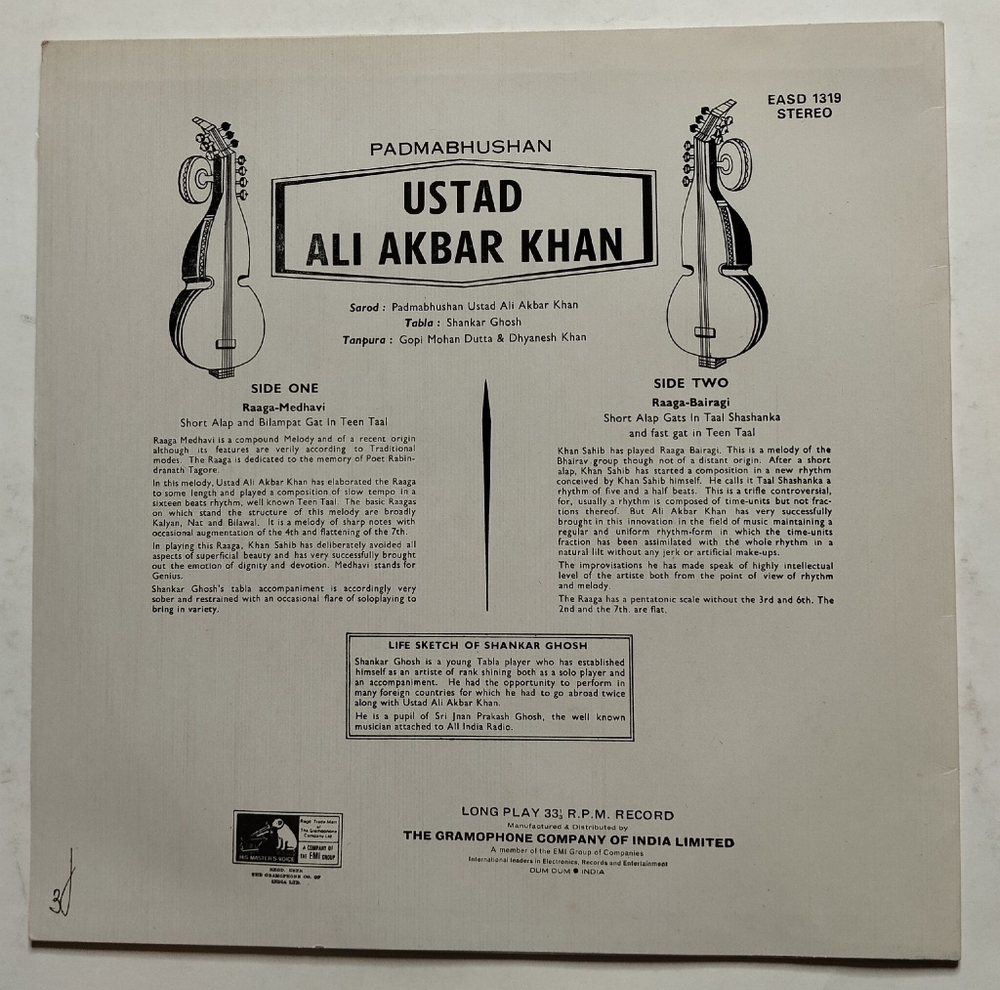 EASD 1319
STEREO
PADMABHUSHAN
USTAD
ALI AKBAR KHAN
Sarod : Padmabhushan Ustad Ali Akbar Khan
Tabla : Shankar Ghosh
Tanpura : Gopi Mohan Dutta & Dhyanesh Khan
SIDE ONE
Raaga-Medhavi
Short Alap and Bilampat Gat In Teen Taal
Raaga Medhavi is a compound Melody and of a recent origin
although its features are verily according to Traditional
modes. The Raaga is dedicated to the memory of Poet Rabin-
dranath Tagore.
In this melody, Ustad Ali Akbar Khan has elaborated the Raaga
to some length and played a composition of slow tempo in a
sixteen beats rhythm, well known Teen Taal. The basic Raagas
on which stand the structure of this melody are broadly
Kalyan, Nat and Bilawal. It is a melody of sharp notes with
occasional augmentation of the 4th and flattening of the 7th.
In playing this Raaga, Khan Sahib has deliberately avoided all
aspects of superficial beauty and has very successfully brought
out the emotion of dignity and devotion. Medhavi stands for
Genius.
Shankar Ghosh's tabla accompaniment is accordingly very
sober and restrained with an occasional flare of soloplaying to
bring in variety.
SIDE TWO
Raaga-Bairagi
Short Alap Gats In Taal Shashanka
and fast gat in Teen Taal
Khan Sahib has played Raaga Bairagi. This is a melody of the
Bhairav group though not of a distant origin. After a short
alap, Khan Sahib has started a composition in a new rhythm
conceived by Khan Sahib himself. He calls it Taal Shashanka a
rhythm of five and a half beats. This is a trifle controversial,
for, usually a rhythm is composed of time-units but not frac-
tions thereof. But Ali Akbar Khan has very successfully
brought in this innovation in the field of music maintaining a
regular and uniform rhythm-form in which the time-units
fraction has been assimilated with the whole rhythm in a
natural lilt without any jerk or artificial make-ups.
The improvisations he has made speak of highly intellectual
level of the artiste both from the point of view of rhythm
and melody.
The Raaga has a pentatonic scale without the 3rd and 6th. The
2nd and the 7th. are flat.
LIFE SKETCH OF SHANKAR GHOSH
Shankar Ghosh is a young Tabla player who has established
himself as an artiste of rank shining both as a solo player and
an accompaniment. He had the opportunity to perform in
many foreign countries for which he had to go abroad twice
along with Ustad Ali Akbar Khan.
He is a pupil of Sri Jnan Prakash Ghosh, the well known
musician attached to All India Radio.
HIS MASTER'S VOICE
Regd. Trade Mark
of The Gramophone
Company Ltd
A COMPANY OF
THE EMI GROUP
REGD. USER
THE GRAMOPHONE CO. OF
INDIA LTD.
LONG PLAY 33⅓ R.P.M. RECORD
Manufactured & Distributed by
THE GRAMOPHONE COMPANY OF INDIA LIMITED
A member of the EMI Group of Companies
International leaders in Electronics, Records and Entertainment
DUM DUM ● INDIA